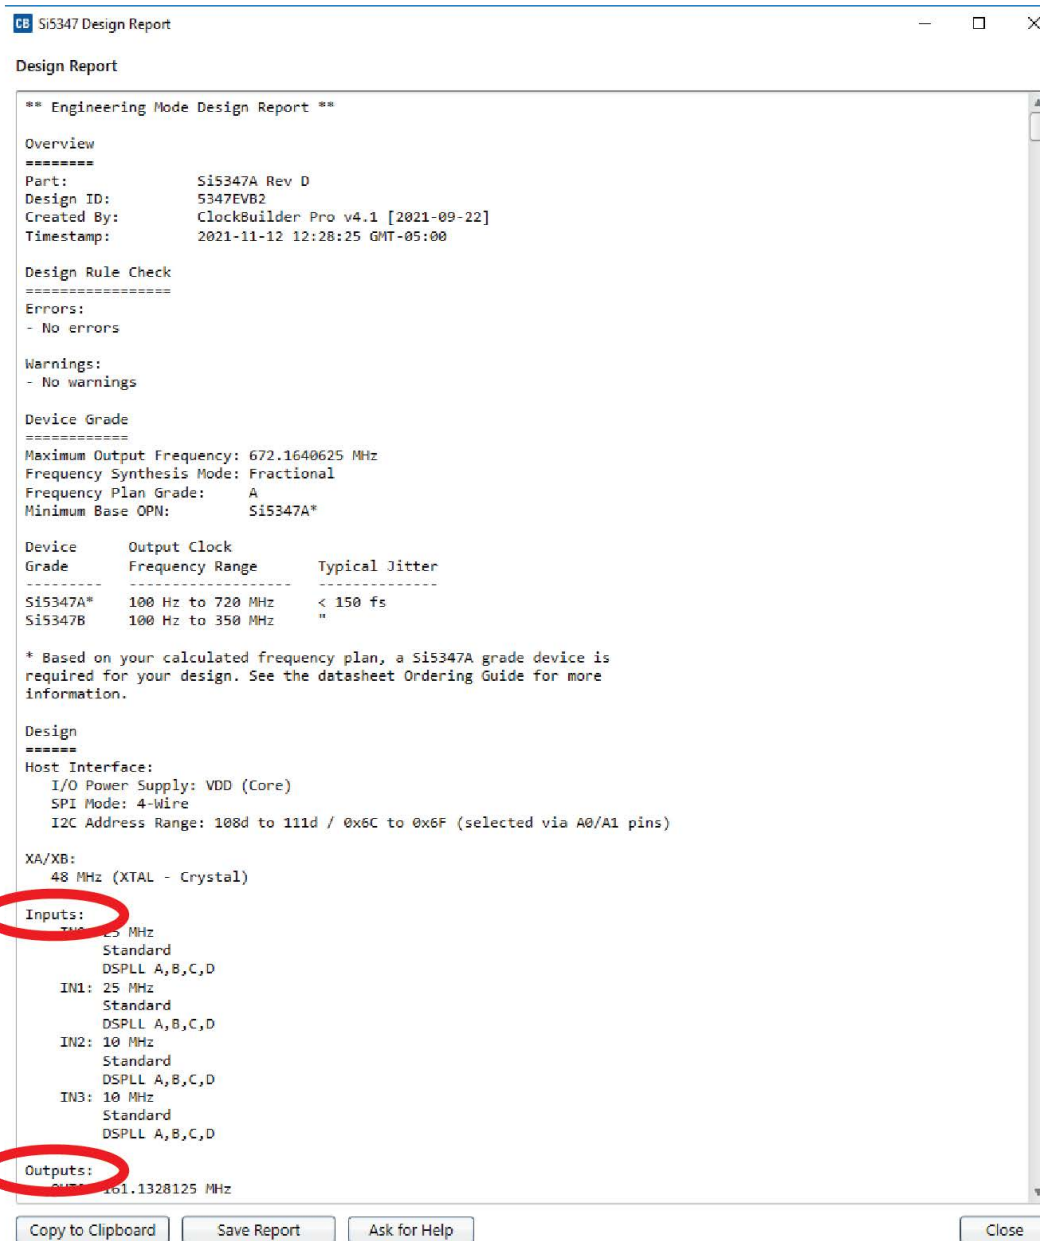 CB Si5347 Design Report
Design Report
** Engineering Mode Design Report **
Overview
========
Part: Si5347A Rev D
Design ID: 5347EVB2
Created By: ClockBuilder Pro v4.1 [2021-09-22]
Timestamp: 2021-11-12 12:28:25 GMT-05:00
Design Rule Check
=================
Errors:
- No errors
Warnings:
- No warnings
Device Grade
============
Maximum Output Frequency: 672.1640625 MHz
Frequency Synthesis Mode: Fractional
Frequency Plan Grade: A
Minimum Base OPN: Si5347A*
Device Output Clock
Grade Frequency Range Typical Jitter
--------- ------------------- --------------
Si5347A* 100 Hz to 720 MHz < 150 fs
Si5347B 100 Hz to 350 MHz "
* Based on your calculated frequency plan, a Si5347A grade device is
required for your design. See the datasheet Ordering Guide for more
information.
Design
======
Host Interface:
I/O Power Supply: VDD (Core)
SPI Mode: 4-Wire
I2C Address Range: 108d to 111d / 0x6C to 0x6F (selected via A0/A1 pins)
XA/XB:
48 MHz (XTAL - Crystal)
Inputs:
25 MHz
Standard
DSPLL A,B,C,D
IN1: 25 MHz
Standard
DSPLL A,B,C,D
IN2: 10 MHz
Standard
DSPLL A,B,C,D
IN3: 10 MHz
Standard
DSPLL A,B,C,D
Outputs:
161.1328125 MHz
Copy to Clipboard Save Report Ask for Help Close